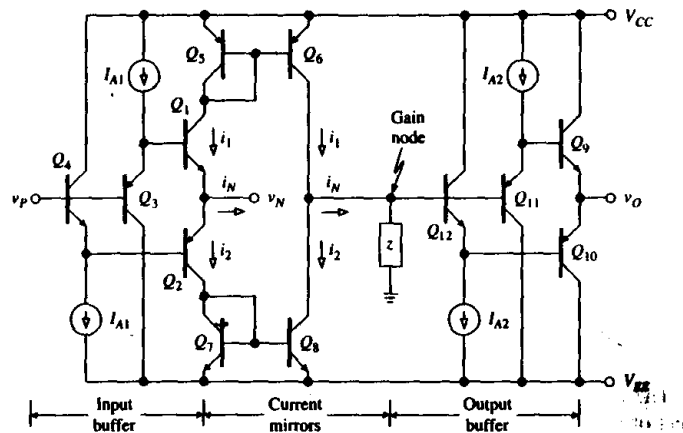 V_CC
Q_5
Q_6
I_A1
I_A2
Q_1
Gain
node
Q_9
Q_4
i_1
i_1
v_P
Q_3
i_N
v_N
i_N
Q_11
v_O
z
Q_12
Q_2
i_2
i_2
Q_10
I_A1
I_A2
Q_7
Q_8
V_EE
Input
buffer
Current
mirrors
Output
buffer